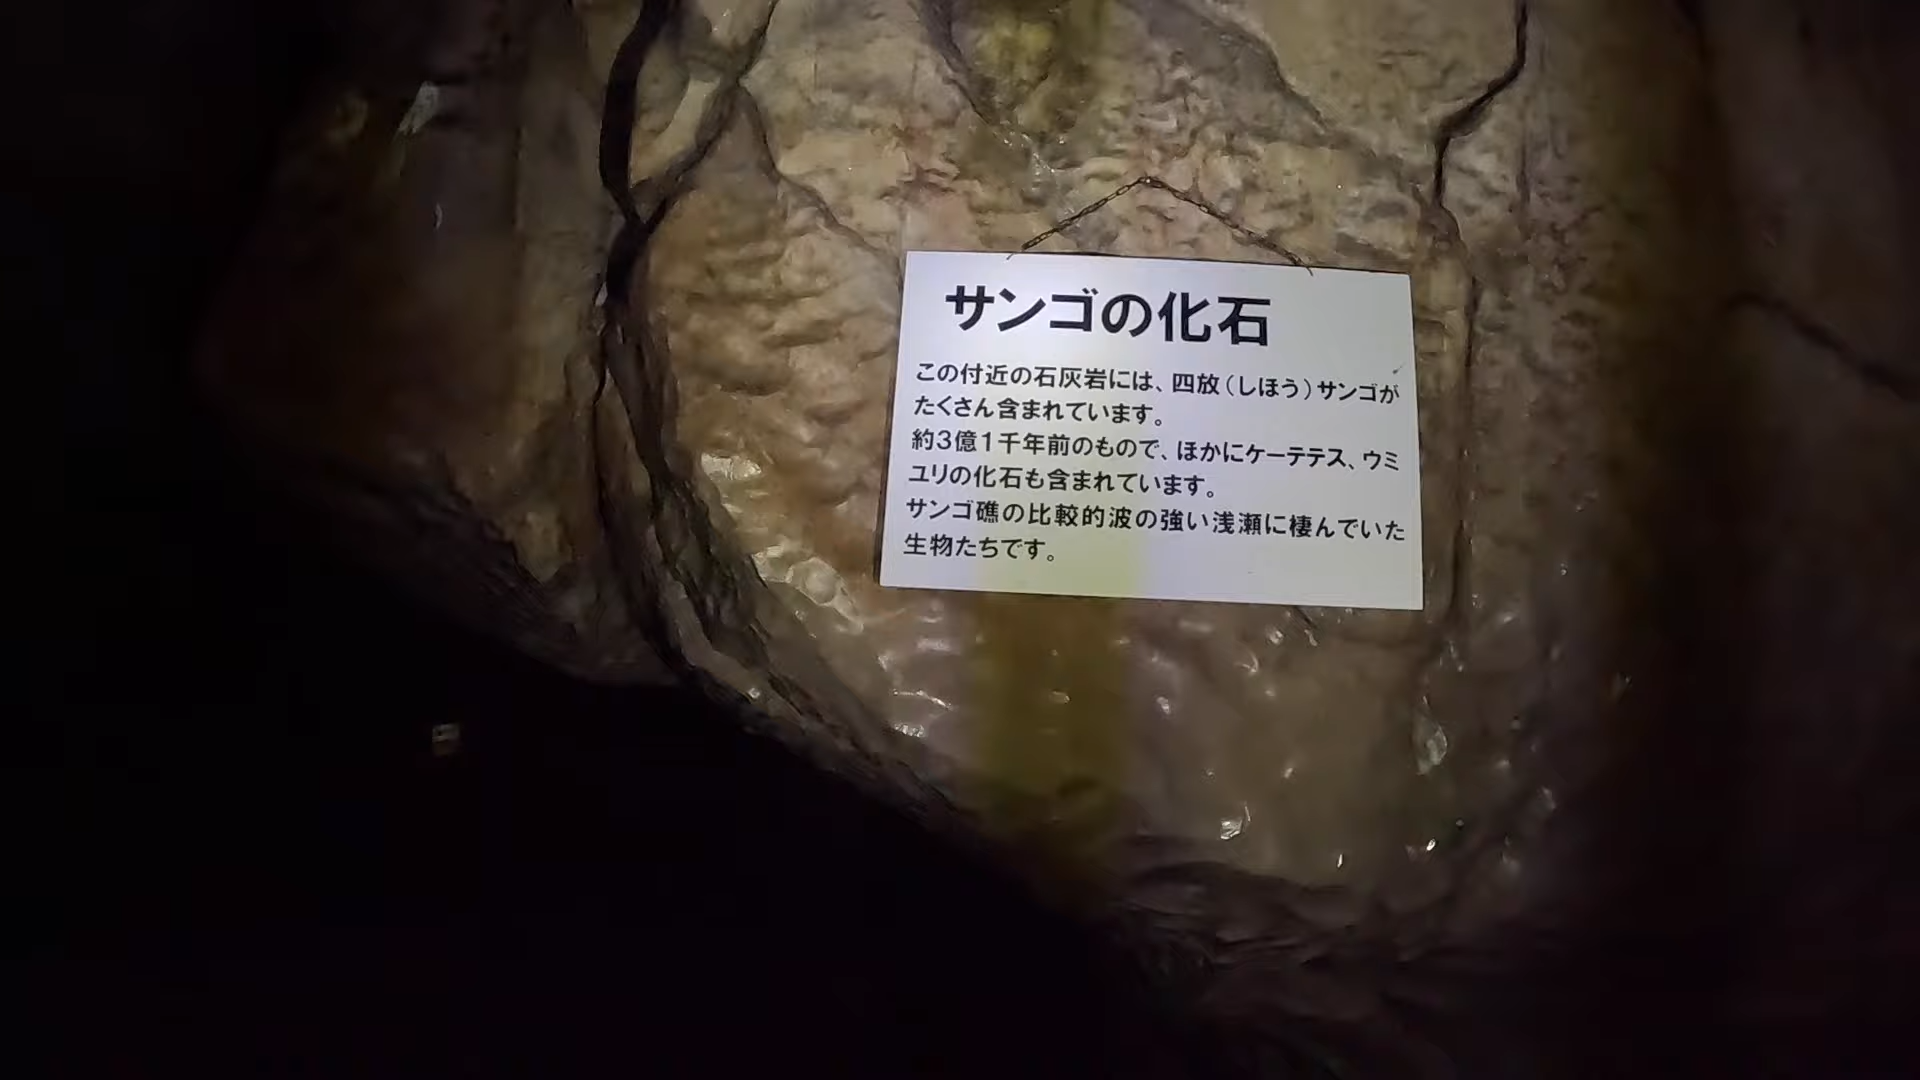 サンゴの化石
この付近の石灰岩には、四放（しほう）サンゴが
たくさん含まれています。
約3億1千年前のもので、ほかにケーテテス、ウミ
ユリの化石も含まれています。
サンゴ礁の比較的波の強い浅瀬に棲んでいた
生物たちです。